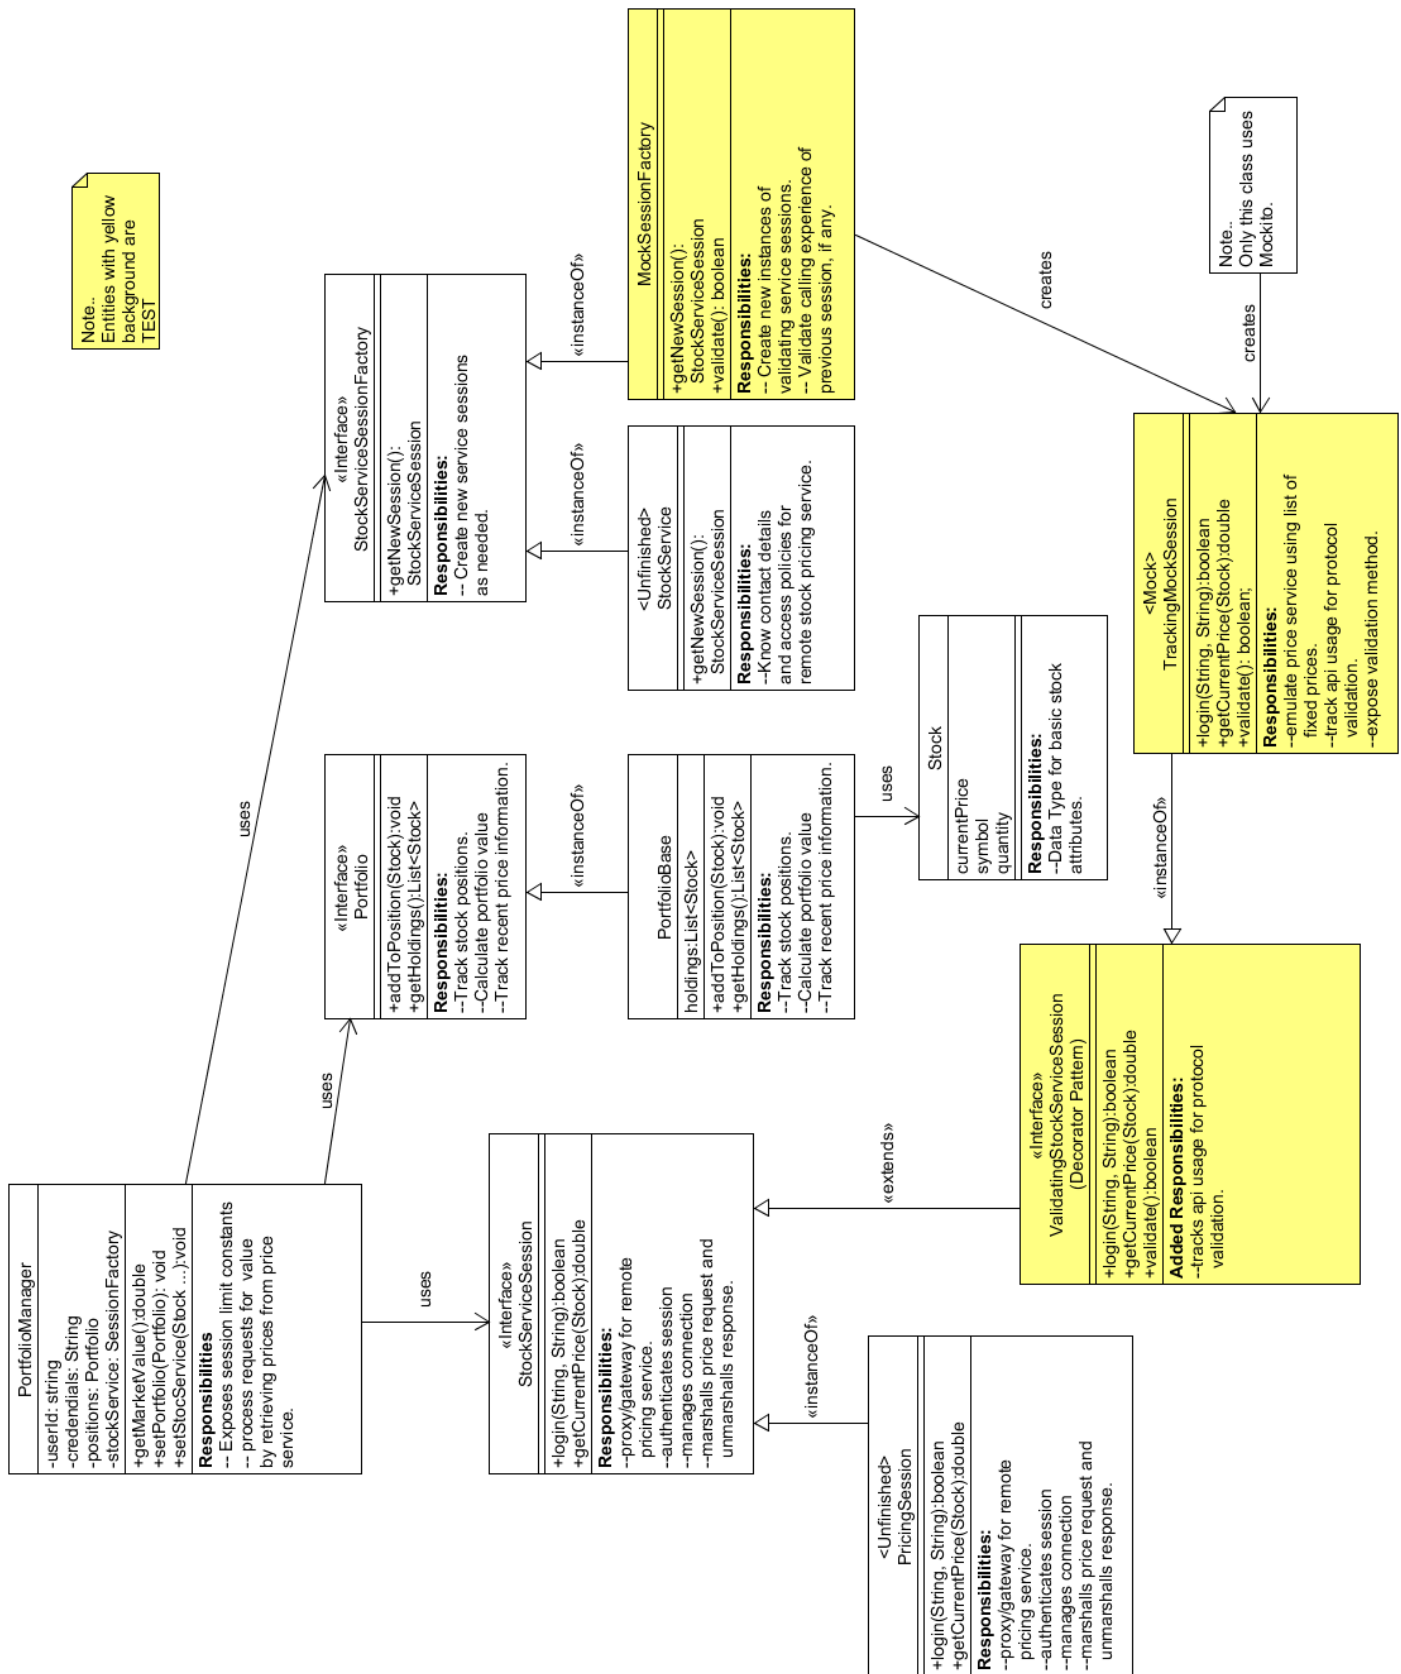 PortfolioManager
-userId: string
-credendials: String
-positions: Portfolio
-stockService: SessionFactory
+getMarketValue():double
+setPortfolio(Portfolio): void
+setStocService(Stock ...):void
Responsibilities
-- Exposes session limit constants
-- process requests for value
by retrieving prices from price
service.
uses
uses
uses
Note..
Entities with yellow
background are
TEST
«Interface»
StockServiceSession
+login(String, String):boolean
+getCurrentPrice(Stock):double
Responsibilities:
--proxy/gateway for remote
pricing service.
--authenticates session
--manages connection
--marshalls price request and
unmarshalls response.
«Interface»
Portfolio
+addToPosition(Stock):void
+getHoldings():List<Stock>
Responsibilities:
--Track stock positions.
--Calculate portfolio value
--Track recent price information.
«Interface»
StockServiceSessionFactory
+getNewSession():
StockServiceSession
Responsibilities:
-- Create new service sessions
as needed.
«instanceOf»
«extends»
«instanceOf»
«instanceOf»
«instanceOf»
<Unfinished>
PricingSession
+login(String, String):boolean
+getCurrentPrice(Stock):double
Responsibilities:
--proxy/gateway for remote
pricing service.
--authenticates session
--manages connection
--marshalls price request and
unmarshalls response.
PortfolioBase
holdings:List<Stock>
+addToPosition(Stock):void
+getHoldings():List<Stock>
Responsibilities:
--Track stock positions.
--Calculate portfolio value
--Track recent price information.
<Unfinished>
StockService
+getNewSession():
StockServiceSession
Responsibilities:
--Know contact details
and access policies for
remote stock pricing service.
MockSessionFactory
+getNewSession():
StockServiceSession
+validate(): boolean
Responsibilities:
-- Create new instances of
validating service sessions.
-- Validate calling experience of
previous session, if any.
uses
creates
Stock
currentPrice
symbol
quantity
Responsibilities:
--Data Type for basic stock
attributes.
«Interface»
ValidatingStockServiceSession
(Decorator Pattern)
+login(String, String):boolean
+getCurrentPrice(Stock):double
+validate():boolean
Added Responsibilities:
--tracks api usage for protocol
validation.
«instanceOf»
<Mock>
TrackingMockSession
+login(String, String):boolean
+getCurrentPrice(Stock):double
+validate(): boolean;
Responsibilities:
--emulate price service using list of
fixed prices.
--track api usage for protocol
validation.
--expose validation method.
creates
Note..
Only this class uses
Mockito.